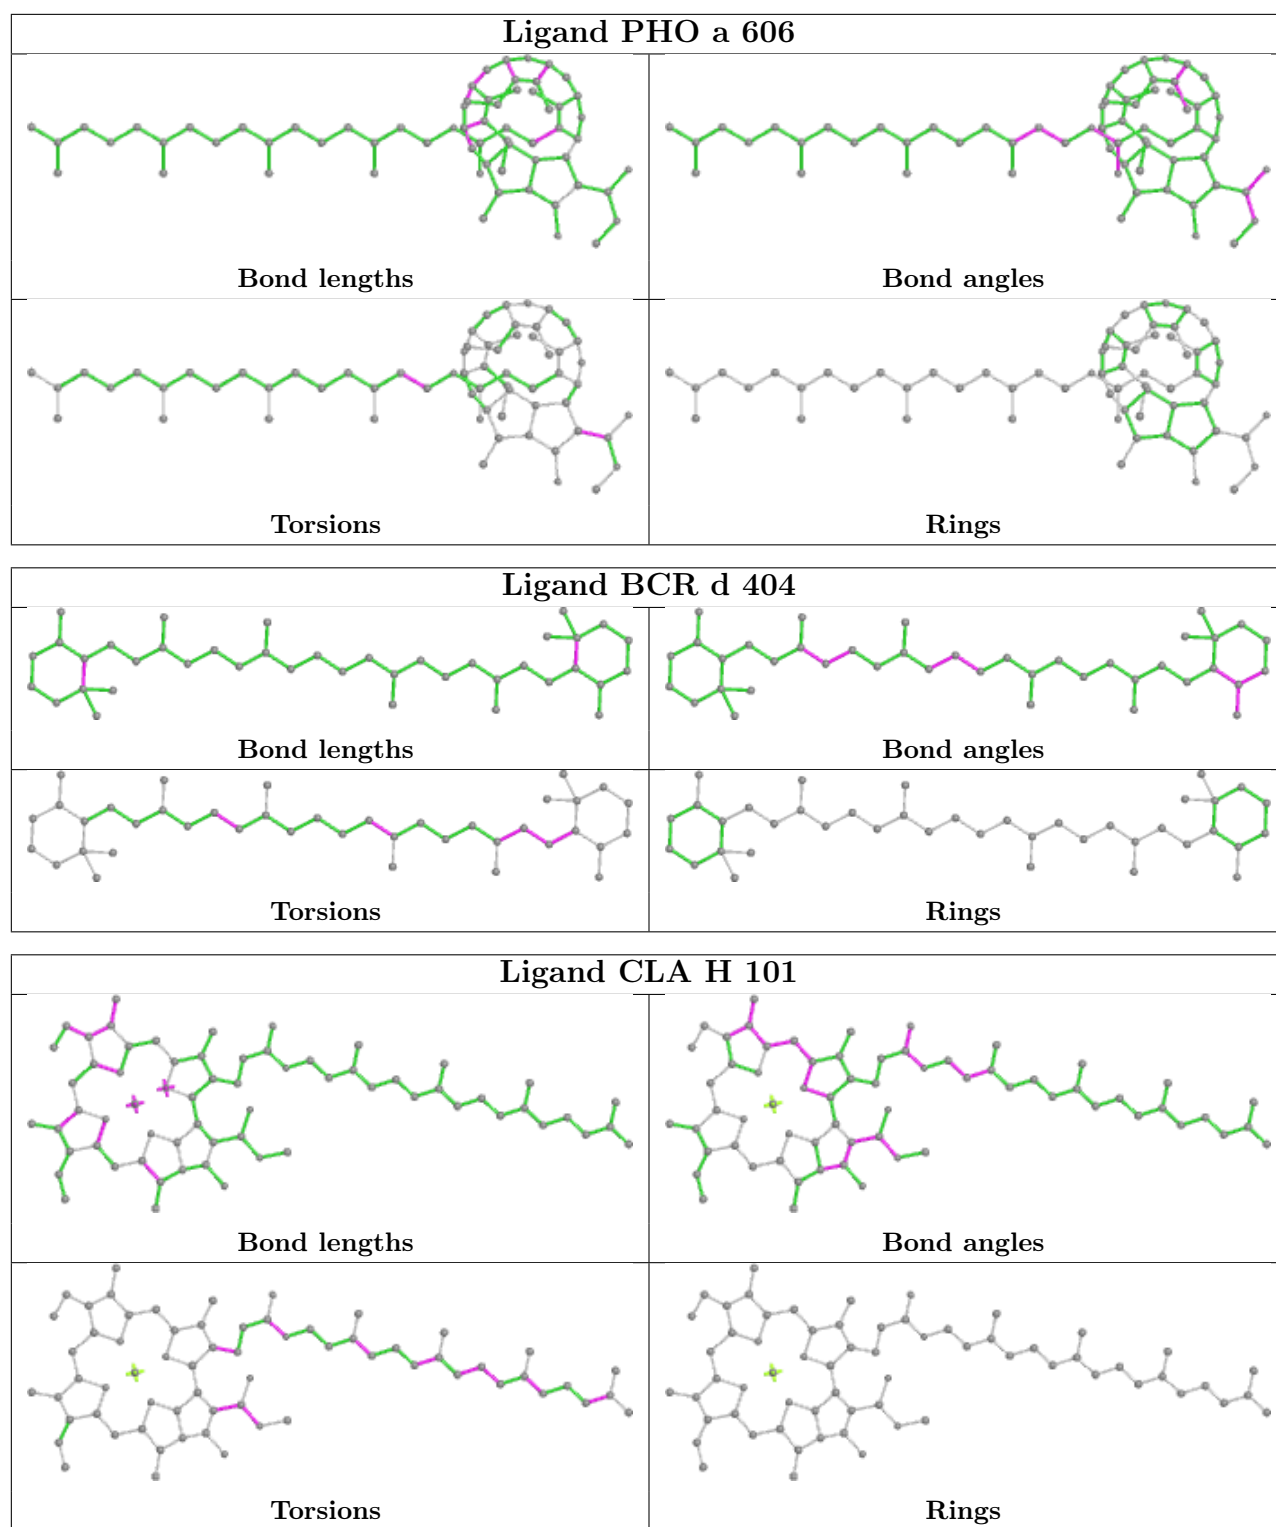 Ligand PHO a 606
Bond lengths
Bond angles
Torsions
Rings
Ligand BCR d 404
Bond lengths
Bond angles
Torsions
Rings
Ligand CLA H 101
Bond lengths
Bond angles
Torsions
Rings